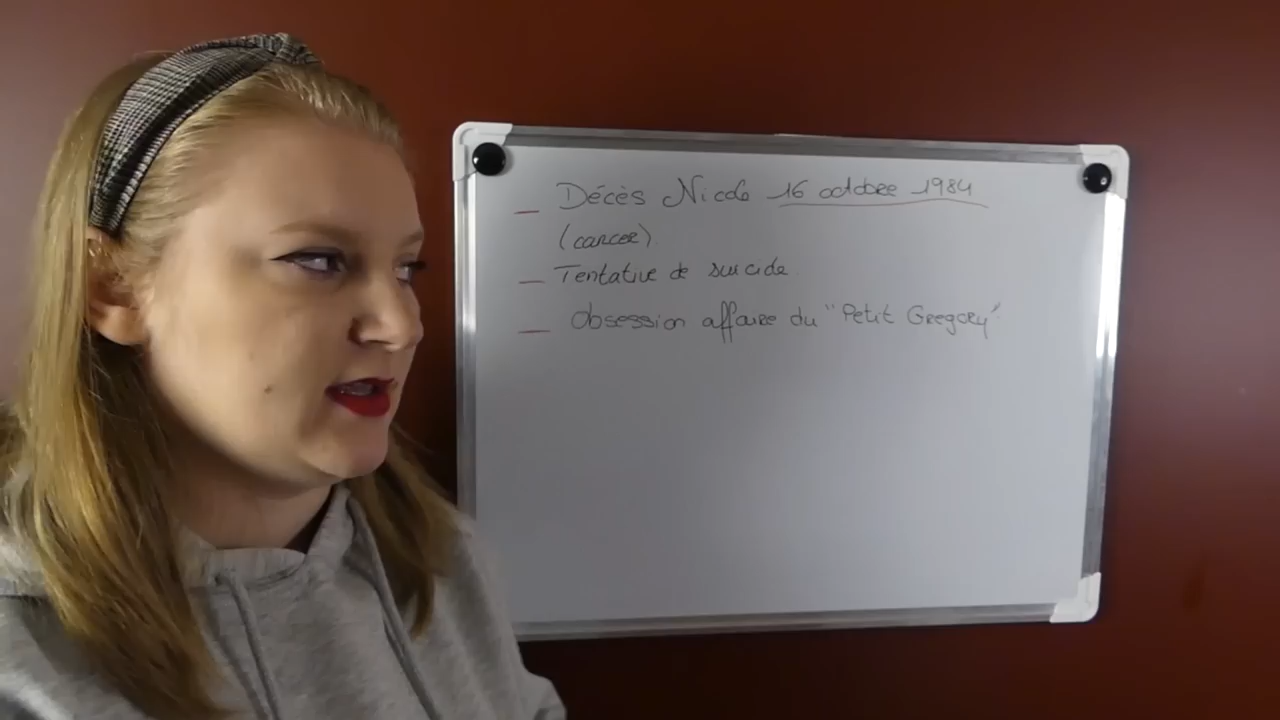 — Décès Nicole 16 octobre 1984
(cancer).
— Tentative de suicide.
— Obsession affaire du "Petit Gregory".